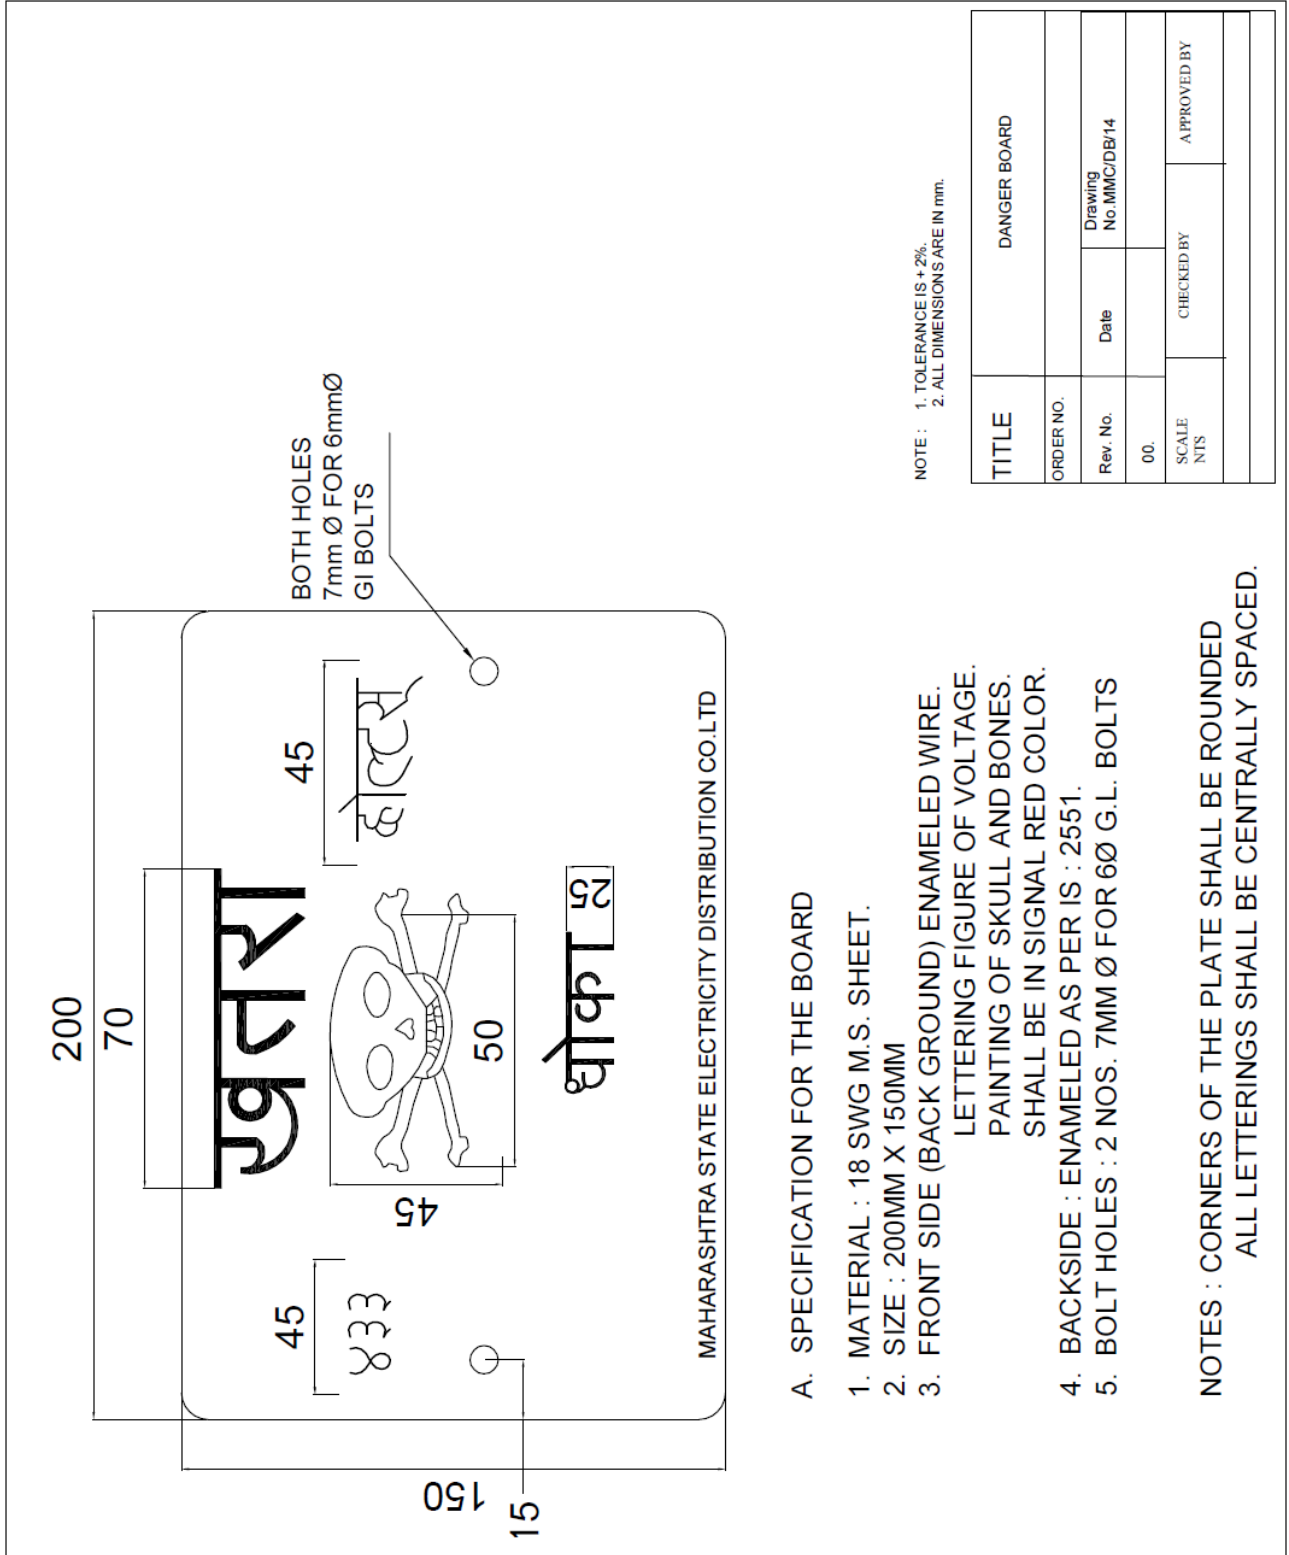 200
70
खतरा
BOTH HOLES
7mm Ø FOR 6mmØ
GI BOLTS
45
45
४३३
45
50
धोका
25
150
15
MAHARASHTRA STATE ELECTRICITY DISTRIBUTION CO.LTD
A. SPECIFICATION FOR THE BOARD
1. MATERIAL : 18 SWG M.S. SHEET.
2. SIZE : 200MM X 150MM
3. FRONT SIDE (BACK GROUND) ENAMELED WIRE.
LETTERING FIGURE OF VOLTAGE.
PAINTING OF SKULL AND BONES.
SHALL BE IN SIGNAL RED COLOR.
4. BACKSIDE : ENAMELED AS PER IS : 2551.
5. BOLT HOLES : 2 NOS. 7MM Ø FOR 6Ø G.L. BOLTS
NOTES : CORNERS OF THE PLATE SHALL BE ROUNDED
ALL LETTERINGS SHALL BE CENTRALLY SPACED.
NOTE : 1. TOLERANCE IS + 2%.
2. ALL DIMENSIONS ARE IN mm.
TITLE DANGER BOARD
ORDER NO.
Rev. No. Date Drawing
No.MMC/DB/14
00.
SCALE CHECKED BY APPROVED BY
NTS